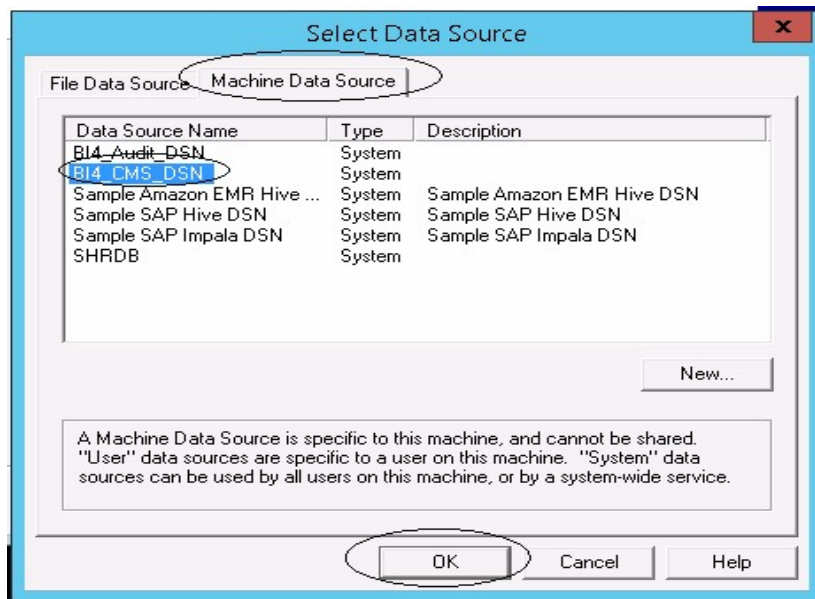 Select Data Source
x
File Data Source Machine Data Source
Data Source Name Type Description
BI4_Audit_DSN System
BI4_CMS_DSN System
Sample Amazon EMR Hive ... System Sample Amazon EMR Hive DSN
Sample SAP Hive DSN System Sample SAP Hive DSN
Sample SAP Impala DSN System Sample SAP Impala DSN
SHRDB System
New...
A Machine Data Source is specific to this machine, and cannot be shared.
"User" data sources are specific to a user on this machine. "System" data
sources can be used by all users on this machine, or by a system-wide service.
OK Cancel Help